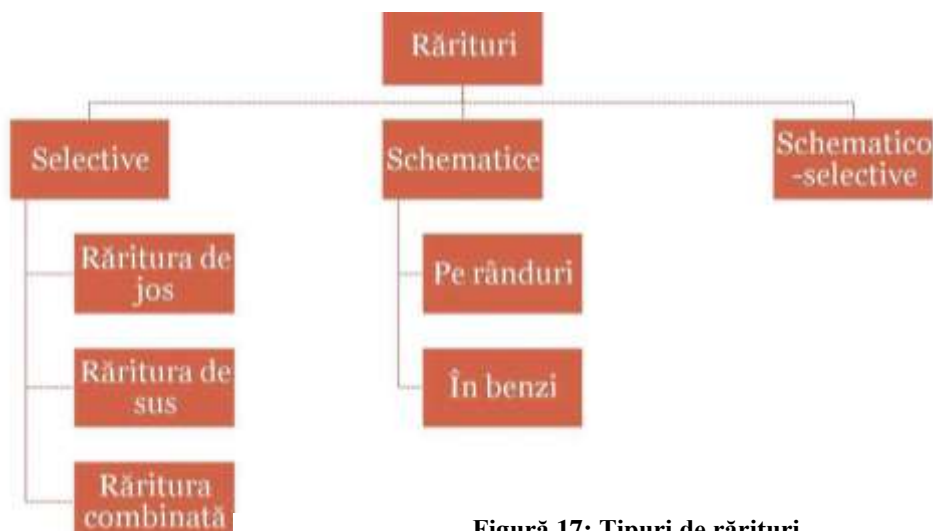 Rărituri
Selective
Schematice
Schematico
-selective
Răritura de
jos
Pe rânduri
Răritura de
sus
În benzi
Răritura
combinată
Figură 17: Tipuri de rărituri